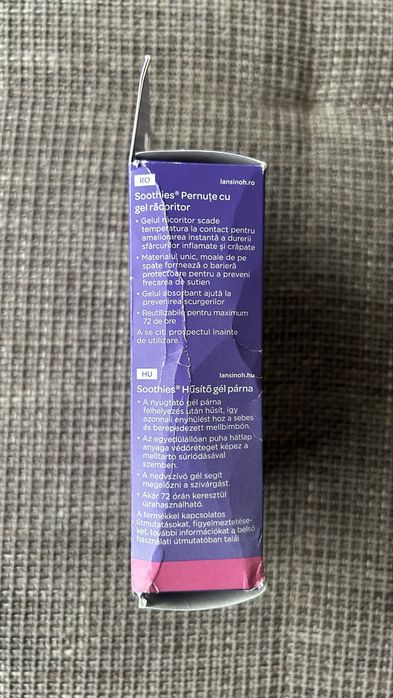 RO
lansinoh.ro
Soothies® Pernuțe cu
gel răcoritor
• Gelul răcoritor scade
temperatura la contact pentru
ameliorarea instantă a durerii
sfârcurilor inflamate și crăpate
• Materialul unic, moale de pe
spate formează o barieră
protectoare pentru a preveni
frecarea de sutien
• Gelul absorbant ajută la
prevenirea scurgerilor
• Reutilizabile pentru maximum
72 de ore
A se citi prospectul înainte
de utilizare.
HU
lansinoh.hu
Soothies® Hűsítő gél párna
• A nyugtató gél párna
felhelyezés után hűsít, így
azonnali enyhülést hoz a sebes
és berepedezett mellbimbón.
• Az egyedülállóan puha hátlap
anyaga védőréteget képez a
melltartó súrlódásával
szemben.
• A nedvszívó gél segít
megelőzni a szivárgást.
• Akár 72 órán keresztül
újrahasználható.
A termékkel kapcsolatos
útmutatásokat, figyelmeztetése-
ket, további információkat a belső
használati útmutatóban talál